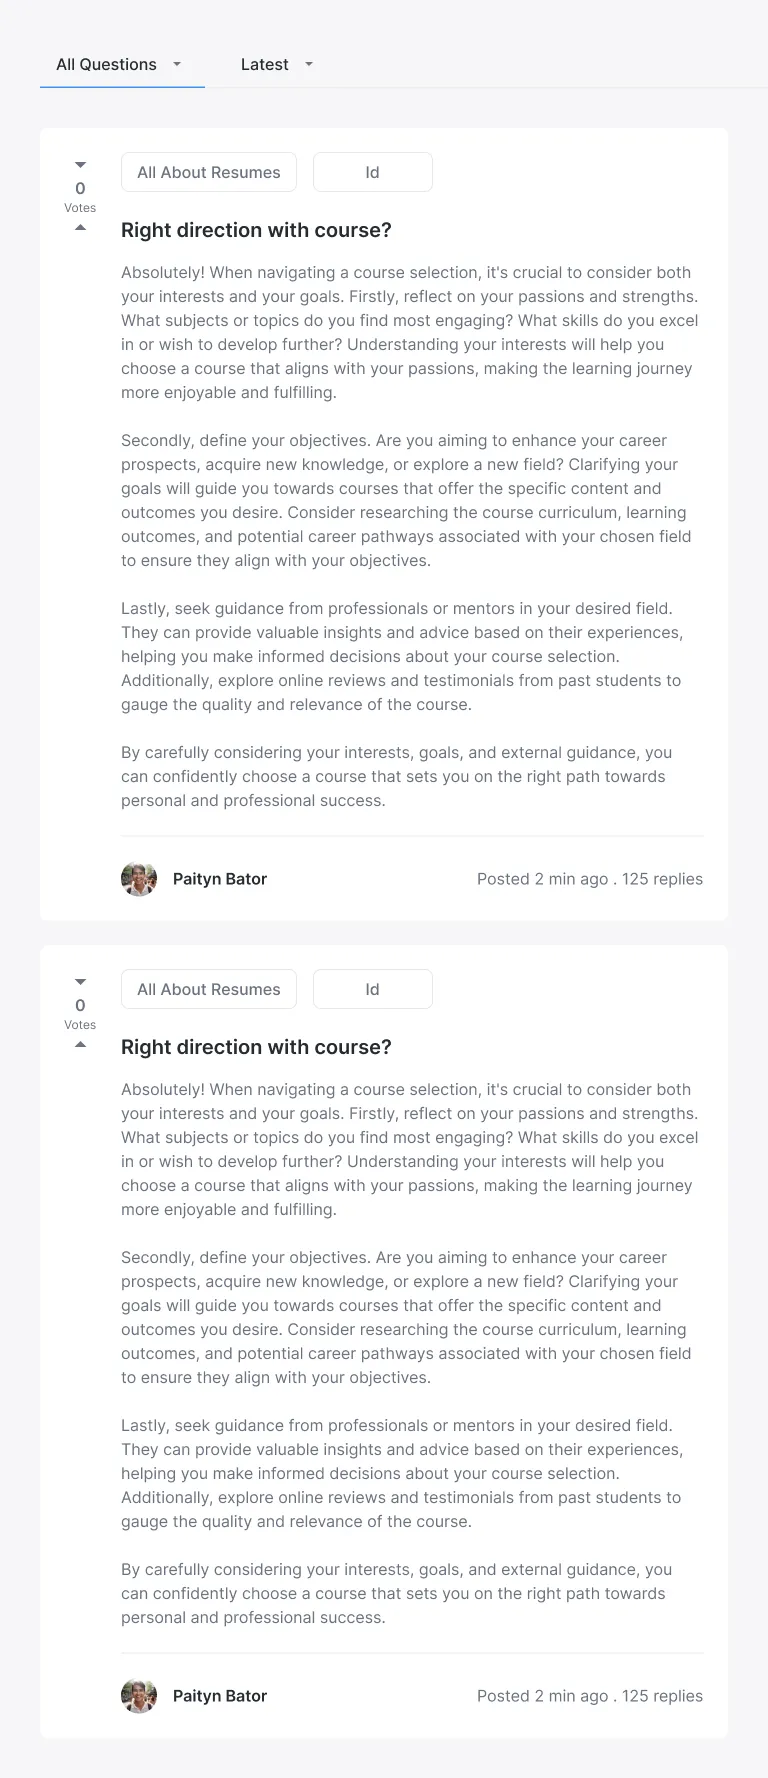 All Questions
Latest
All About Resumes
Id
0
Votes
Right direction with course?
Absolutely! When navigating a course selection, it's crucial to consider both
your interests and your goals. Firstly, reflect on your passions and strengths.
What subjects or topics do you find most engaging? What skills do you excel
in or wish to develop further? Understanding your interests will help you
choose a course that aligns with your passions, making the learning journey
more enjoyable and fulfilling.
Secondly, define your objectives. Are you aiming to enhance your career
prospects, acquire new knowledge, or explore a new field? Clarifying your
goals will guide you towards courses that offer the specific content and
outcomes you desire. Consider researching the course curriculum, learning
outcomes, and potential career pathways associated with your chosen field
to ensure they align with your objectives.
Lastly, seek guidance from professionals or mentors in your desired field.
They can provide valuable insights and advice based on their experiences,
helping you make informed decisions about your course selection.
Additionally, explore online reviews and testimonials from past students to
gauge the quality and relevance of the course.
By carefully considering your interests, goals, and external guidance, you
can confidently choose a course that sets you on the right path towards
personal and professional success.
Paityn Bator
Posted 2 min ago . 125 replies
All About Resumes
Id
0
Votes
Right direction with course?
Absolutely! When navigating a course selection, it's crucial to consider both
your interests and your goals. Firstly, reflect on your passions and strengths.
What subjects or topics do you find most engaging? What skills do you excel
in or wish to develop further? Understanding your interests will help you
choose a course that aligns with your passions, making the learning journey
more enjoyable and fulfilling.
Secondly, define your objectives. Are you aiming to enhance your career
prospects, acquire new knowledge, or explore a new field? Clarifying your
goals will guide you towards courses that offer the specific content and
outcomes you desire. Consider researching the course curriculum, learning
outcomes, and potential career pathways associated with your chosen field
to ensure they align with your objectives.
Lastly, seek guidance from professionals or mentors in your desired field.
They can provide valuable insights and advice based on their experiences,
helping you make informed decisions about your course selection.
Additionally, explore online reviews and testimonials from past students to
gauge the quality and relevance of the course.
By carefully considering your interests, goals, and external guidance, you
can confidently choose a course that sets you on the right path towards
personal and professional success.
Paityn Bator
Posted 2 min ago . 125 replies